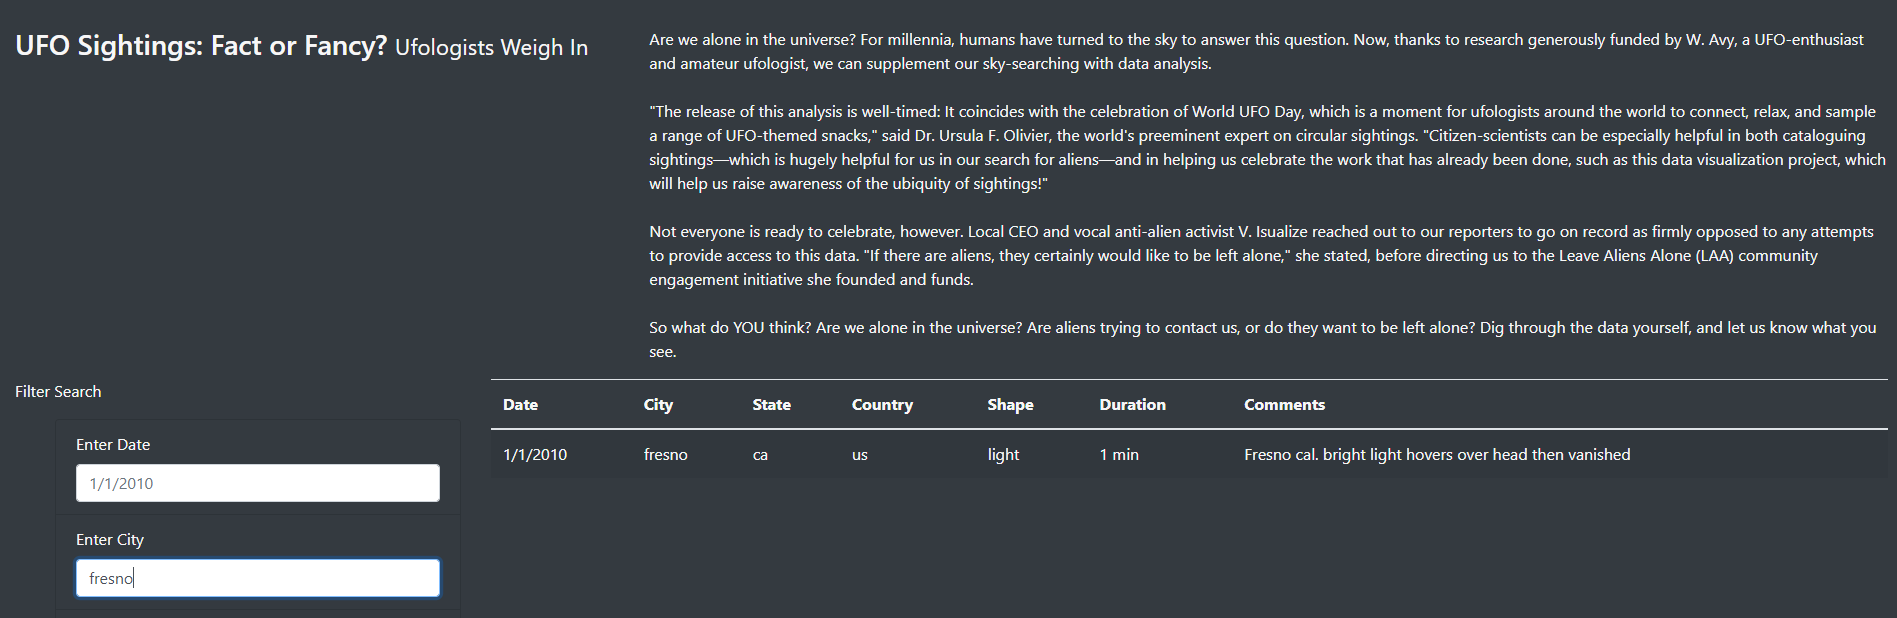 UFO Sightings: Fact or Fancy? Ufologists Weigh In
Are we alone in the universe? For millennia, humans have turned to the sky to answer this question. Now, thanks to research generously funded by W. Avy, a UFO-enthusiast
and amateur ufologist, we can supplement our sky-searching with data analysis.
"The release of this analysis is well-timed: It coincides with the celebration of World UFO Day, which is a moment for ufologists around the world to connect, relax, and sample
a range of UFO-themed snacks," said Dr. Ursula F. Olivier, the world's preeminent expert on circular sightings. "Citizen-scientists can be especially helpful in both cataloguing
sightings—which is hugely helpful for us in our search for aliens—and in helping us celebrate the work that has already been done, such as this data visualization project, which
will help us raise awareness of the ubiquity of sightings!"
Not everyone is ready to celebrate, however. Local CEO and vocal anti-alien activist V. Isualize reached out to our reporters to go on record as firmly opposed to any attempts
to provide access to this data. "If there are aliens, they certainly would like to be left alone," she stated, before directing us to the Leave Aliens Alone (LAA) community
engagement initiative she founded and funds.
So what do YOU think? Are we alone in the universe? Are aliens trying to contact us, or do they want to be left alone? Dig through the data yourself, and let us know what you
see.
Filter Search
Enter Date
1/1/2010
Enter City
fresno
Date City State Country Shape Duration Comments
1/1/2010 fresno ca us light 1 min Fresno cal. bright light hovers over head then vanished